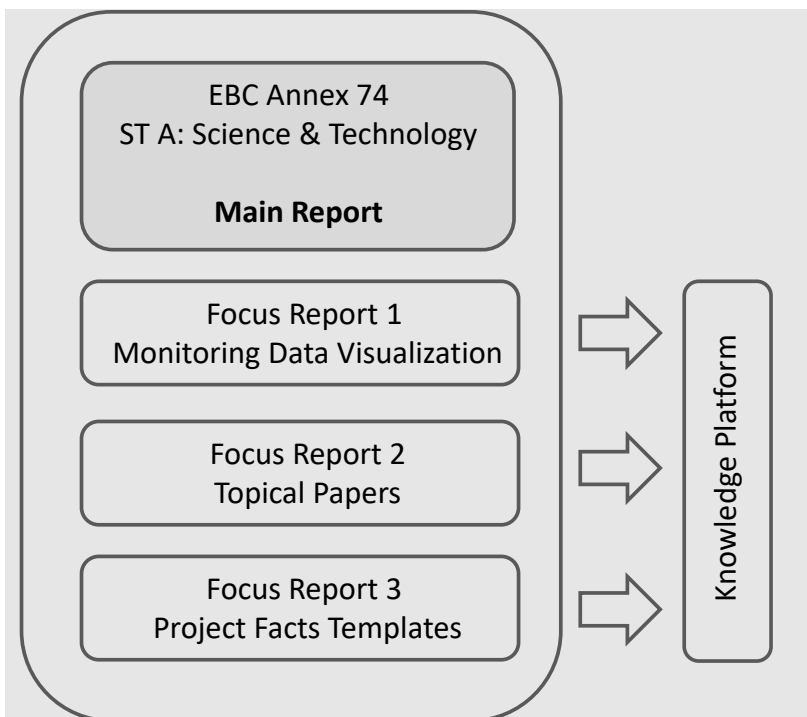 EBC Annex 74
ST A: Science & Technology
Main Report
Focus Report 1
Monitoring Data Visualization
Focus Report 2
Topical Papers
Focus Report 3
Project Facts Templates
Knowledge Platform